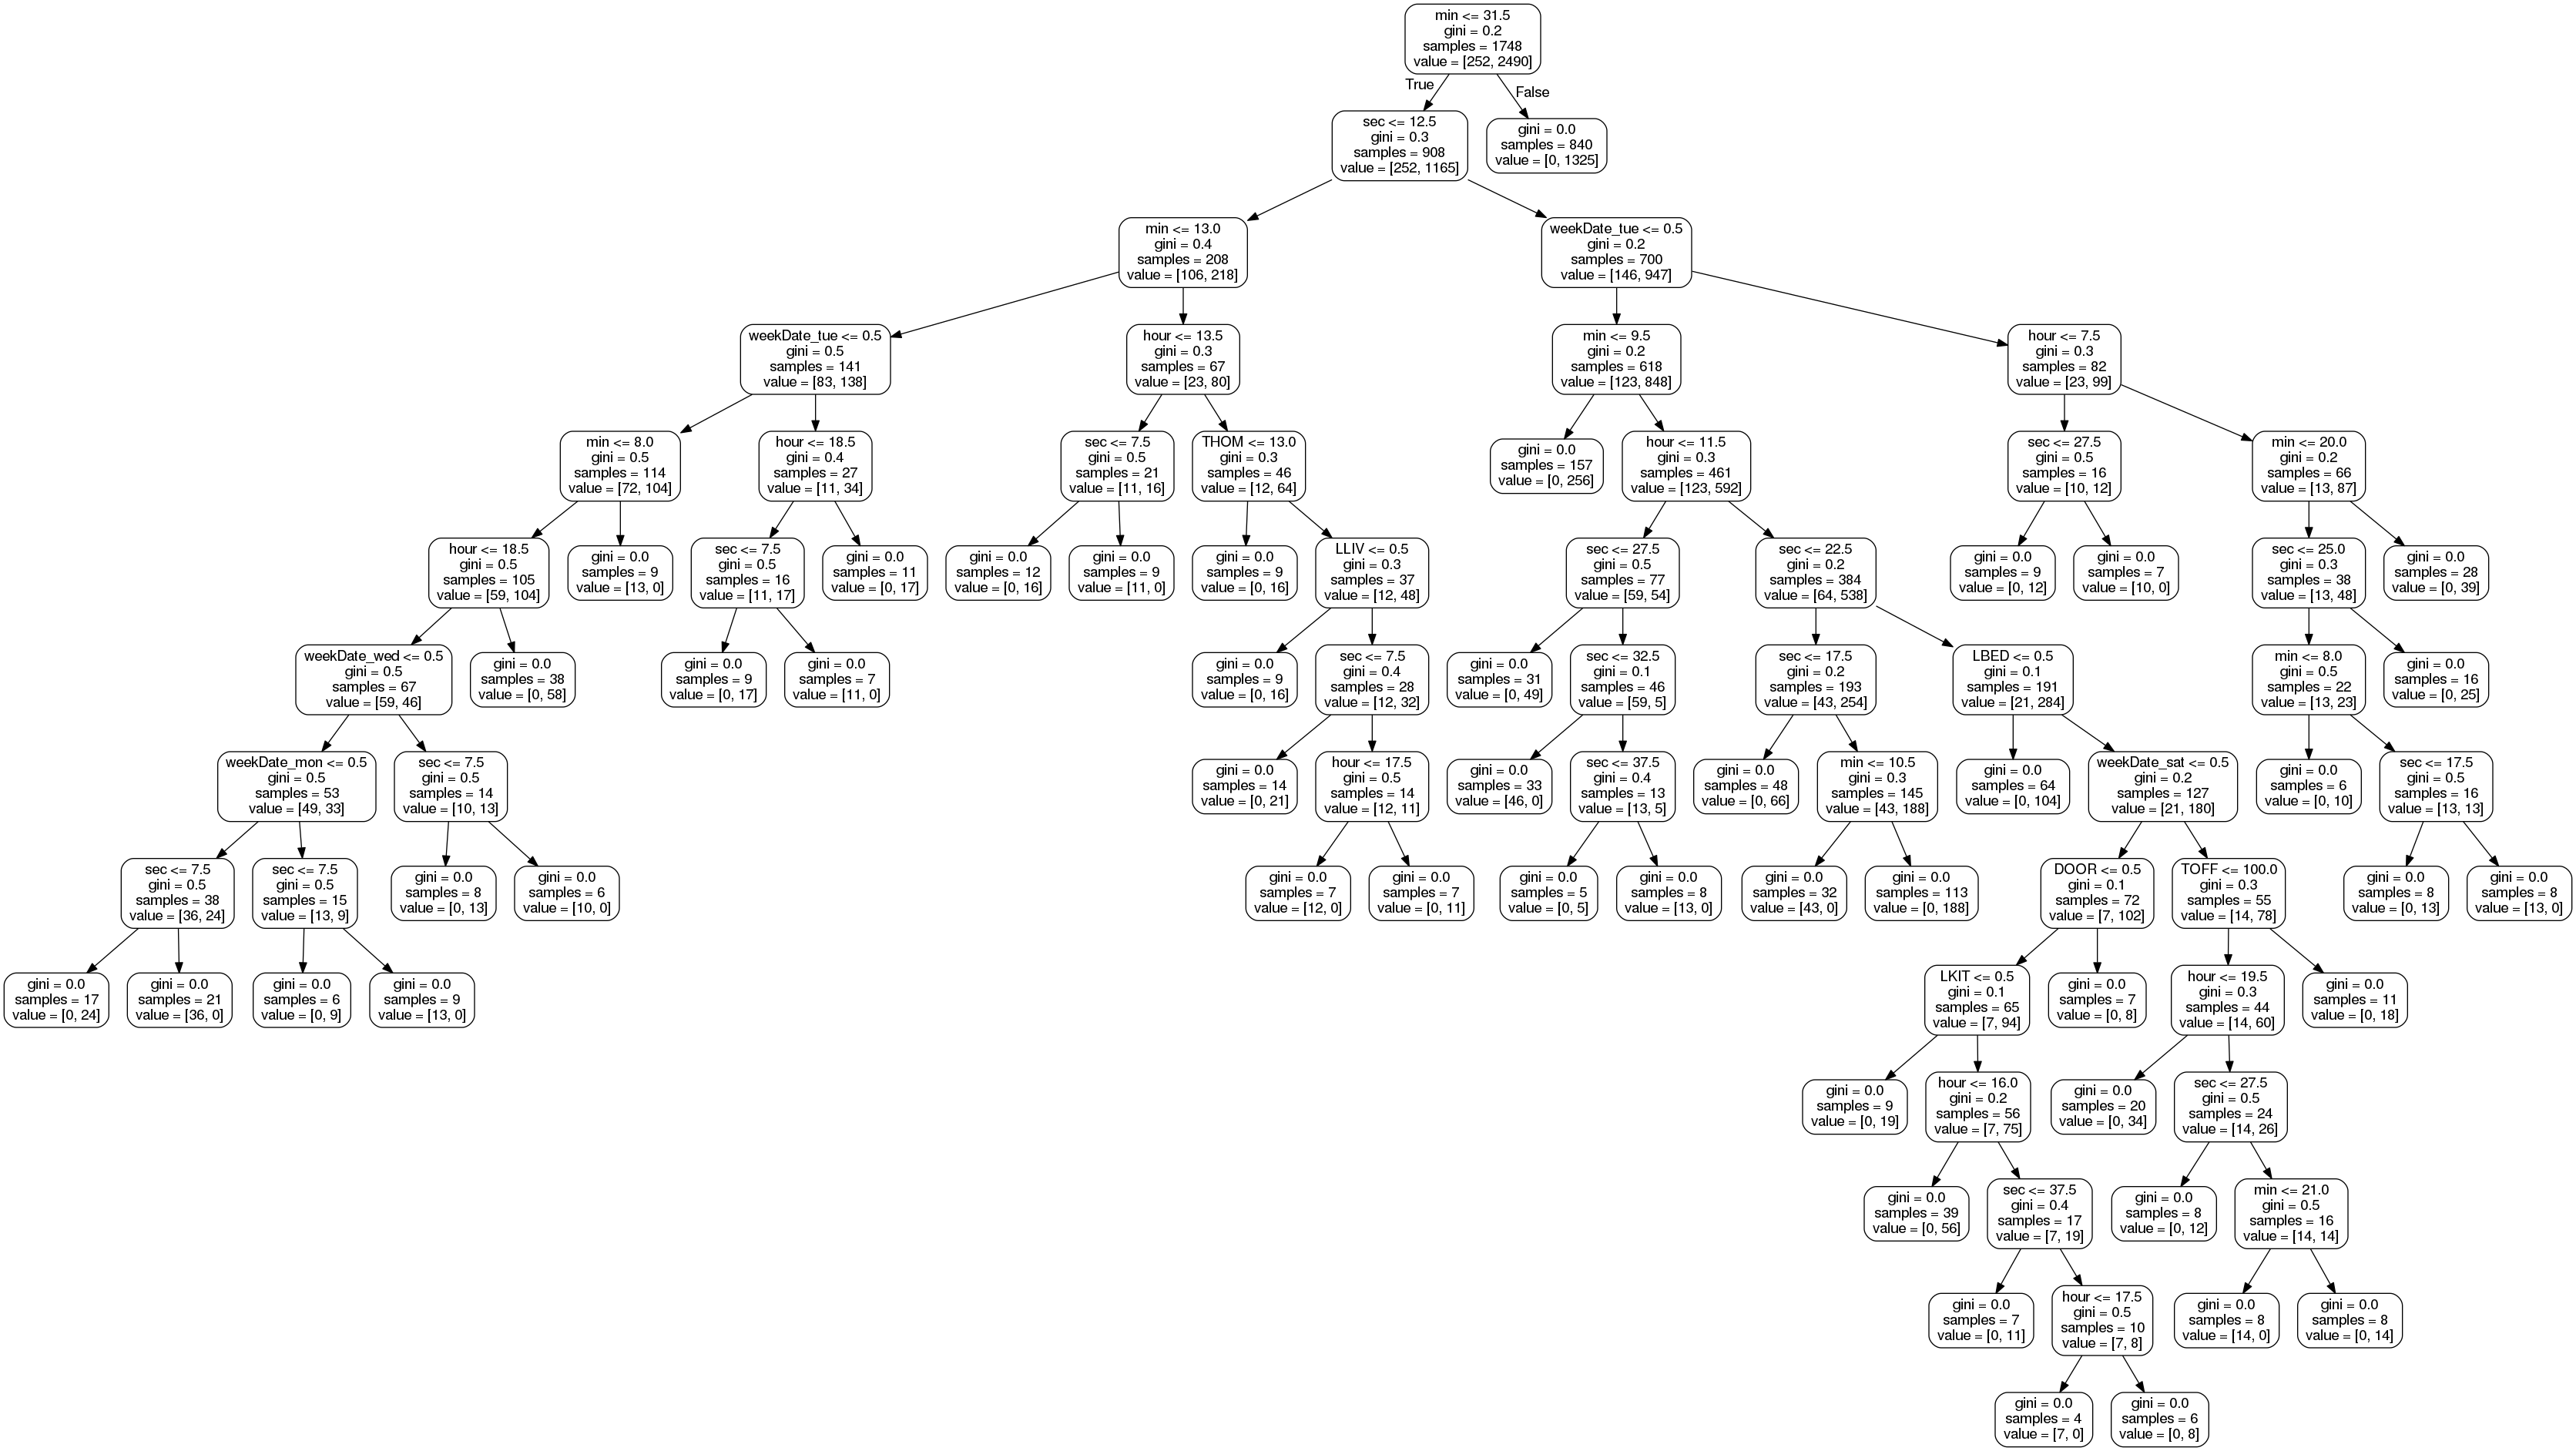 min <= 31.5
gini = 0.2
samples = 1748
value = [252, 2490]
True
False
sec <= 12.5
gini = 0.3
samples = 908
value = [252, 1165]
gini = 0.0
samples = 840
value = [0, 1325]
min <= 13.0
gini = 0.4
samples = 208
value = [106, 218]
weekDate_tue <= 0.5
gini = 0.2
samples = 700
value = [146, 947]
weekDate_tue <= 0.5
gini = 0.5
samples = 141
value = [83, 138]
hour <= 13.5
gini = 0.3
samples = 67
value = [23, 80]
min <= 9.5
gini = 0.2
samples = 618
value = [123, 848]
hour <= 7.5
gini = 0.3
samples = 82
value = [23, 99]
min <= 8.0
gini = 0.5
samples = 114
value = [72, 104]
hour <= 18.5
gini = 0.4
samples = 27
value = [11, 34]
sec <= 7.5
gini = 0.5
samples = 21
value = [11, 16]
THOM <= 13.0
gini = 0.3
samples = 46
value = [12, 64]
gini = 0.0
samples = 157
value = [0, 256]
hour <= 11.5
gini = 0.3
samples = 461
value = [123, 592]
sec <= 27.5
gini = 0.5
samples = 16
value = [10, 12]
min <= 20.0
gini = 0.2
samples = 66
value = [13, 87]
hour <= 18.5
gini = 0.5
samples = 105
value = [59, 104]
gini = 0.0
samples = 9
value = [13, 0]
sec <= 7.5
gini = 0.5
samples = 16
value = [11, 17]
gini = 0.0
samples = 11
value = [0, 17]
gini = 0.0
samples = 12
value = [0, 16]
gini = 0.0
samples = 9
value = [11, 0]
gini = 0.0
samples = 9
value = [0, 16]
LLIV <= 0.5
gini = 0.3
samples = 37
value = [12, 48]
sec <= 27.5
gini = 0.5
samples = 77
value = [59, 54]
sec <= 22.5
gini = 0.2
samples = 384
value = [64, 538]
gini = 0.0
samples = 9
value = [0, 12]
gini = 0.0
samples = 7
value = [10, 0]
sec <= 25.0
gini = 0.3
samples = 38
value = [13, 48]
gini = 0.0
samples = 28
value = [0, 39]
weekDate_wed <= 0.5
gini = 0.5
samples = 67
value = [59, 46]
gini = 0.0
samples = 38
value = [0, 58]
gini = 0.0
samples = 9
value = [0, 17]
gini = 0.0
samples = 7
value = [11, 0]
gini = 0.0
samples = 9
value = [0, 16]
sec <= 7.5
gini = 0.4
samples = 28
value = [12, 32]
gini = 0.0
samples = 31
value = [0, 49]
sec <= 32.5
gini = 0.1
samples = 46
value = [59, 5]
sec <= 17.5
gini = 0.2
samples = 193
value = [43, 254]
LBED <= 0.5
gini = 0.1
samples = 191
value = [21, 284]
min <= 8.0
gini = 0.5
samples = 22
value = [13, 23]
gini = 0.0
samples = 16
value = [0, 25]
weekDate_mon <= 0.5
gini = 0.5
samples = 53
value = [49, 33]
sec <= 7.5
gini = 0.5
samples = 14
value = [10, 13]
gini = 0.0
samples = 14
value = [0, 21]
hour <= 17.5
gini = 0.5
samples = 14
value = [12, 11]
gini = 0.0
samples = 33
value = [46, 0]
sec <= 37.5
gini = 0.4
samples = 13
value = [13, 5]
gini = 0.0
samples = 48
value = [0, 66]
min <= 10.5
gini = 0.3
samples = 145
value = [43, 188]
gini = 0.0
samples = 64
value = [0, 104]
weekDate_sat <= 0.5
gini = 0.2
samples = 127
value = [21, 180]
gini = 0.0
samples = 6
value = [0, 10]
sec <= 17.5
gini = 0.5
samples = 16
value = [13, 13]
sec <= 7.5
gini = 0.5
samples = 38
value = [36, 24]
sec <= 7.5
gini = 0.5
samples = 15
value = [13, 9]
gini = 0.0
samples = 8
value = [0, 13]
gini = 0.0
samples = 6
value = [10, 0]
gini = 0.0
samples = 7
value = [12, 0]
gini = 0.0
samples = 7
value = [0, 11]
gini = 0.0
samples = 5
value = [0, 5]
gini = 0.0
samples = 8
value = [13, 0]
gini = 0.0
samples = 32
value = [43, 0]
gini = 0.0
samples = 113
value = [0, 188]
DOOR <= 0.5
gini = 0.1
samples = 72
value = [7, 102]
TOFF <= 100.0
gini = 0.3
samples = 55
value = [14, 78]
gini = 0.0
samples = 8
value = [0, 13]
gini = 0.0
samples = 8
value = [13, 0]
gini = 0.0
samples = 17
value = [0, 24]
gini = 0.0
samples = 21
value = [36, 0]
gini = 0.0
samples = 6
value = [0, 9]
gini = 0.0
samples = 9
value = [13, 0]
LKIT <= 0.5
gini = 0.1
samples = 65
value = [7, 94]
gini = 0.0
samples = 7
value = [0, 8]
hour <= 19.5
gini = 0.3
samples = 44
value = [14, 60]
gini = 0.0
samples = 11
value = [0, 18]
gini = 0.0
samples = 9
value = [0, 19]
hour <= 16.0
gini = 0.2
samples = 56
value = [7, 75]
gini = 0.0
samples = 20
value = [0, 34]
sec <= 27.5
gini = 0.5
samples = 24
value = [14, 26]
gini = 0.0
samples = 39
value = [0, 56]
sec <= 37.5
gini = 0.4
samples = 17
value = [7, 19]
gini = 0.0
samples = 8
value = [0, 12]
min <= 21.0
gini = 0.5
samples = 16
value = [14, 14]
gini = 0.0
samples = 7
value = [0, 11]
hour <= 17.5
gini = 0.5
samples = 10
value = [7, 8]
gini = 0.0
samples = 8
value = [14, 0]
gini = 0.0
samples = 8
value = [0, 14]
gini = 0.0
samples = 4
value = [7, 0]
gini = 0.0
samples = 6
value = [0, 8]